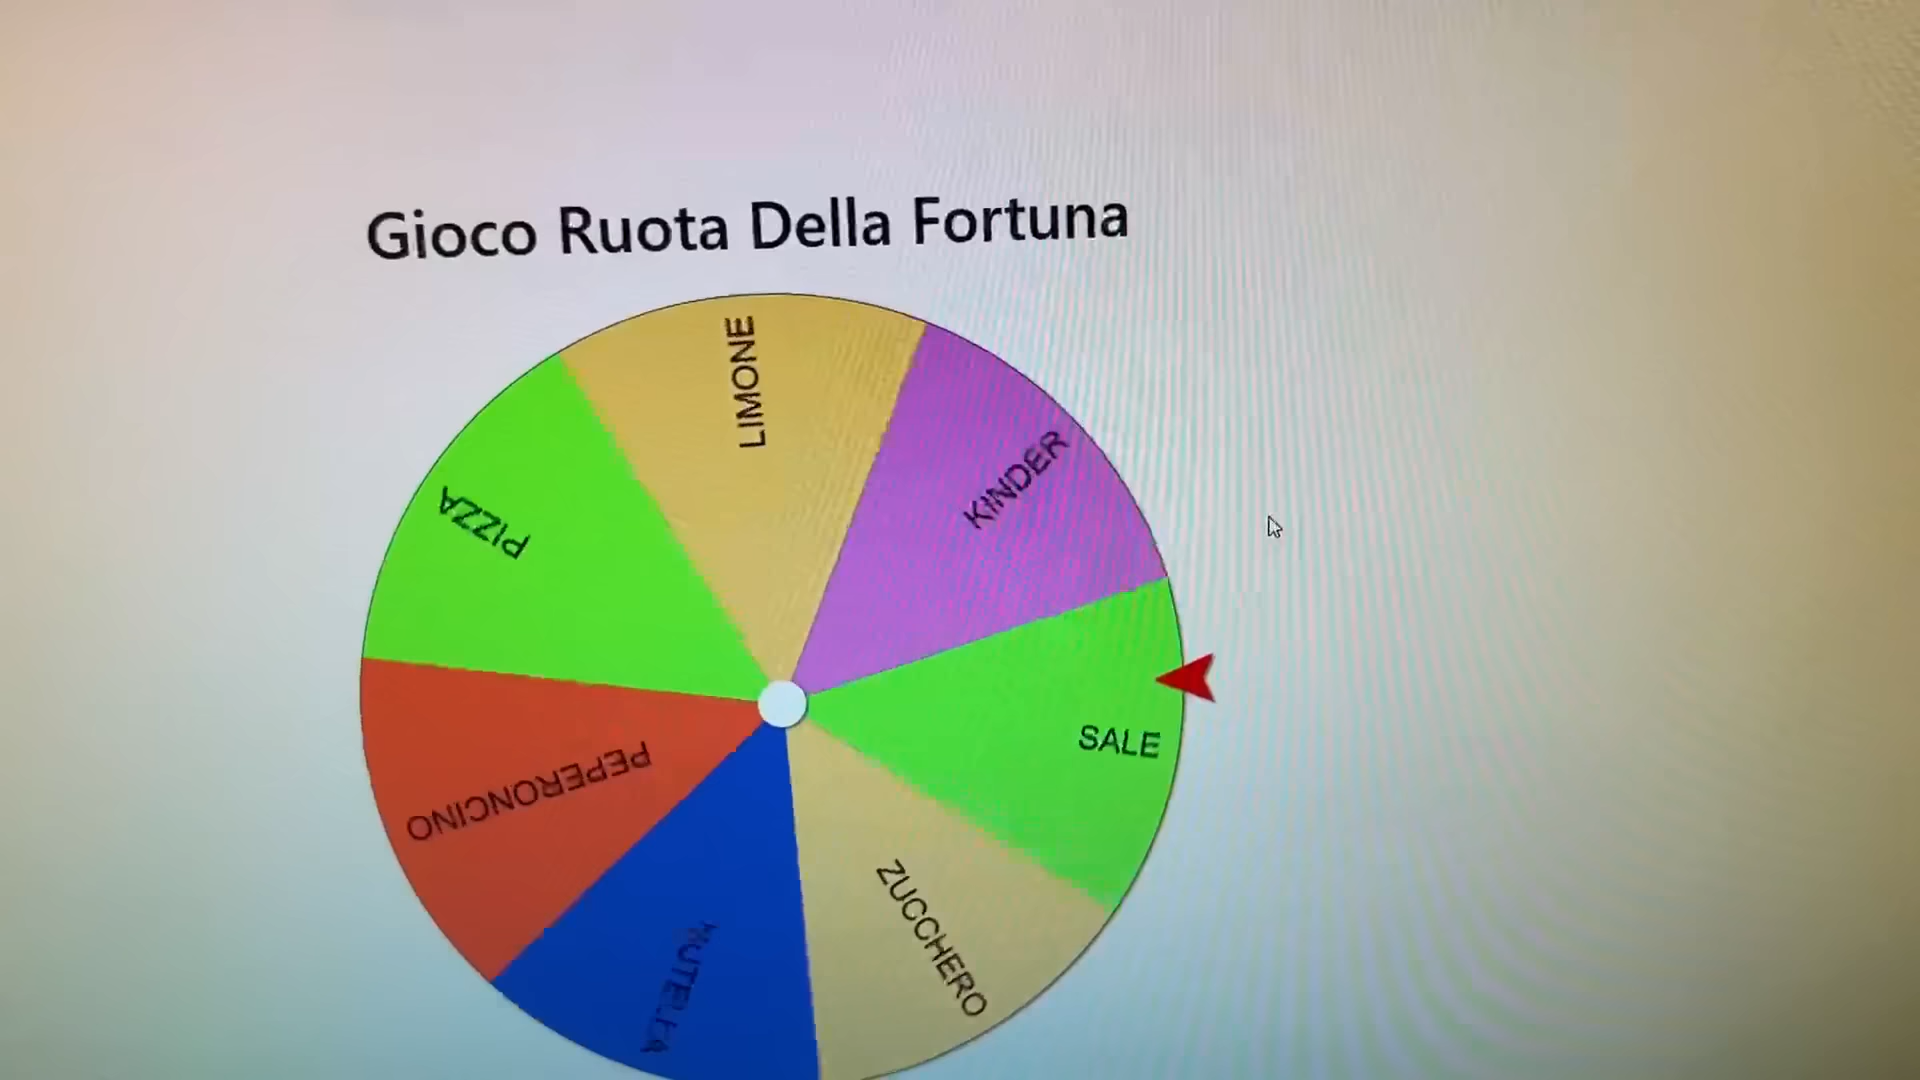 Gioco Ruota Della Fortuna
LIMONE
KINDER
PIZZA
SALE
PEPERONCINO
ZUCCHERO
NUTELLA